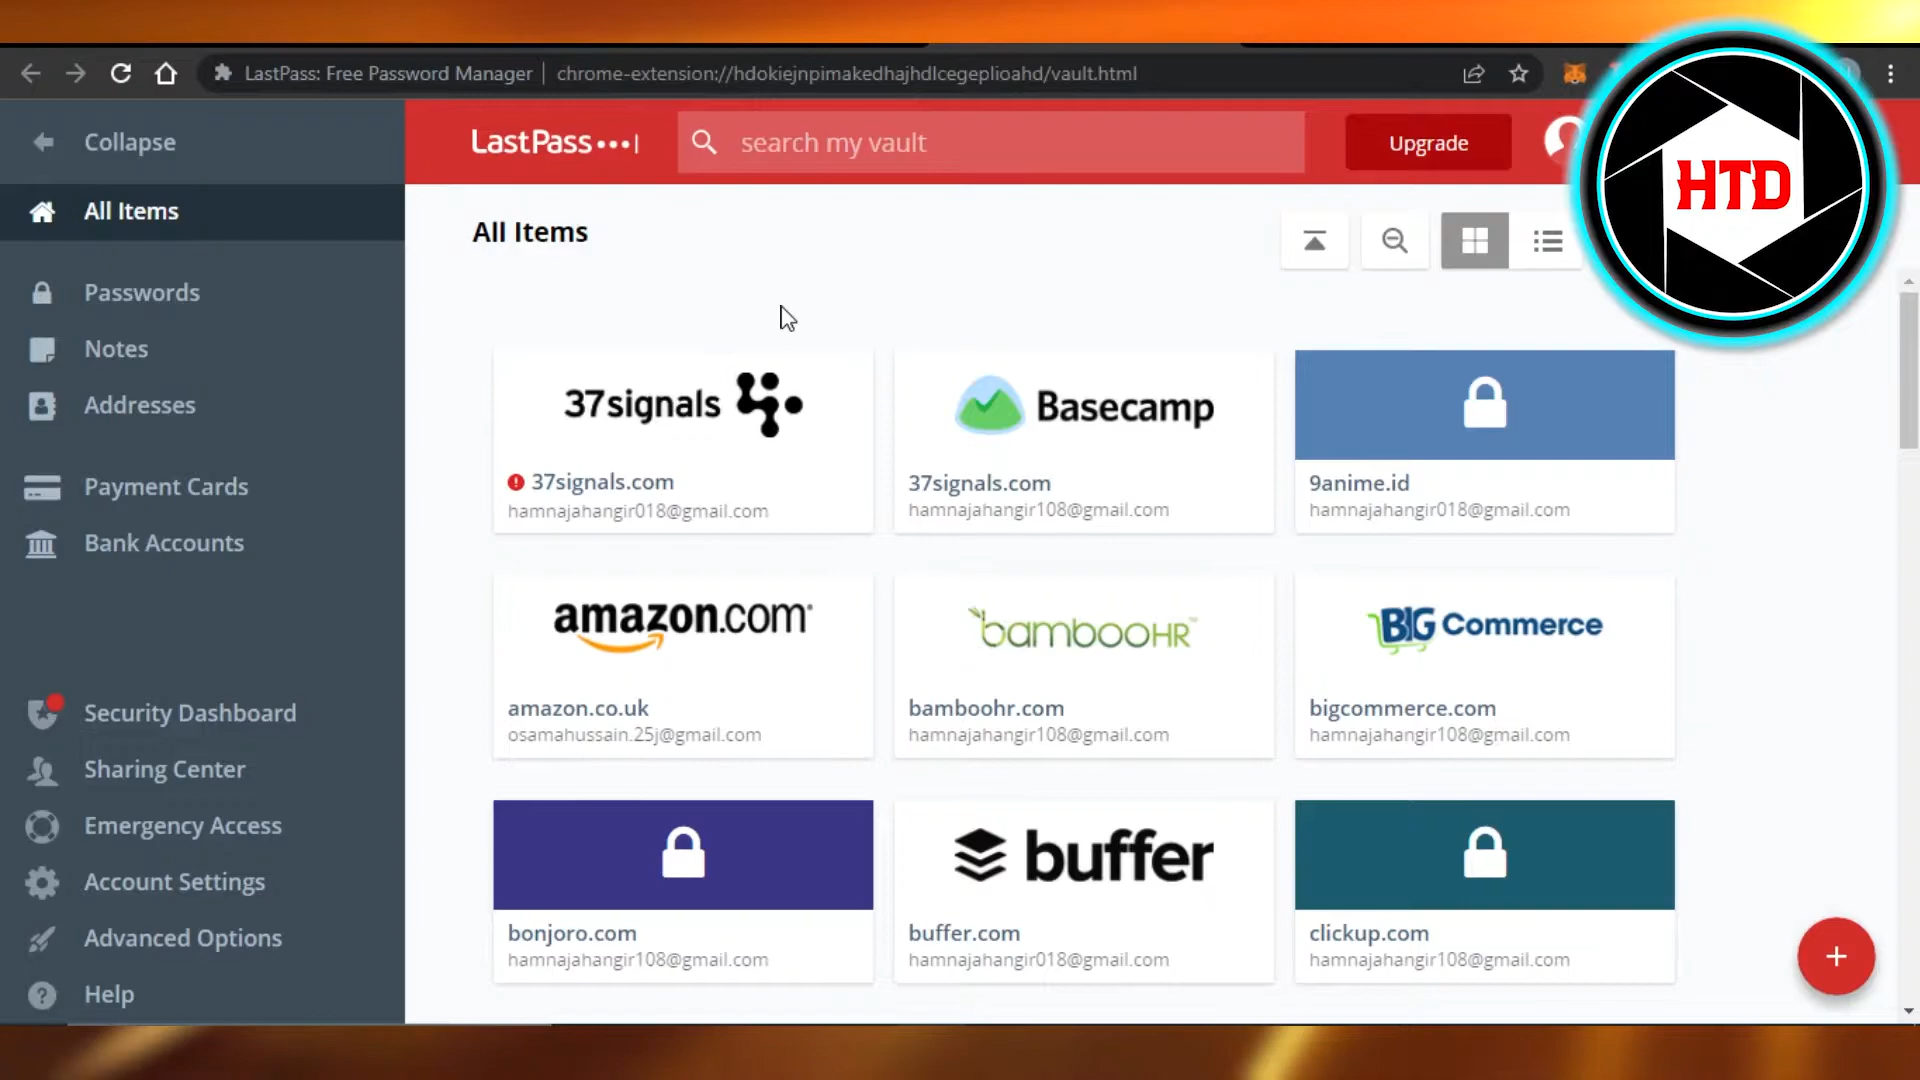 LastPass: Free Password Manager | chrome-extension://hdokiejnpimakedhajhdlcegeplioahd/vault.html
HTD
Collapse
LastPass
search my vault
Upgrade
All Items
Passwords
Notes
Addresses
Payment Cards
Bank Accounts
Security Dashboard
Sharing Center
Emergency Access
Account Settings
Advanced Options
Help
All Items
37signals
37signals.com
hamnajahangir018@gmail.com
Basecamp
37signals.com
hamnajahangir108@gmail.com
9anime.id
hamnajahangir018@gmail.com
amazon.com
amazon.co.uk
osamahussain.25j@gmail.com
bambooHR™
bamboohr.com
hamnajahangir108@gmail.com
BIG Commerce
bigcommerce.com
hamnajahangir108@gmail.com
bonjoro.com
hamnajahangir108@gmail.com
buffer
buffer.com
hamnajahangir018@gmail.com
clickup.com
hamnajahangir108@gmail.com